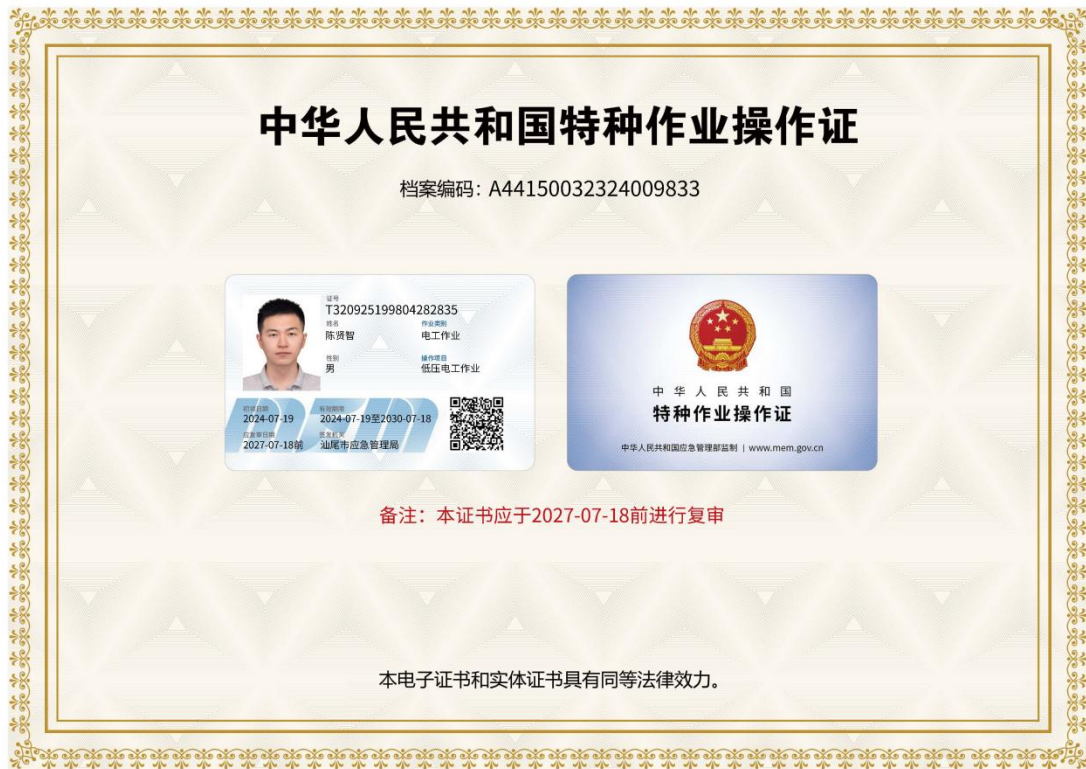 中华人民共和国特种作业操作证
档案编码：A44150032324009833
证号
T320925199804282835
姓名 作业类别
陈贤智 电工作业
性别 操作项目
男 低压电工作业
初领日期 有效期限
2024-07-19 2024-07-19至2030-07-18
应复审日期 签发机关
2027-07-18前 汕尾市应急管理局
中华人民共和国
特种作业操作证
中华人民共和国应急管理部监制 | www.mem.gov.cn
备注：本证书应于2027-07-18前进行复审
本电子证书和实体证书具有同等法律效力。